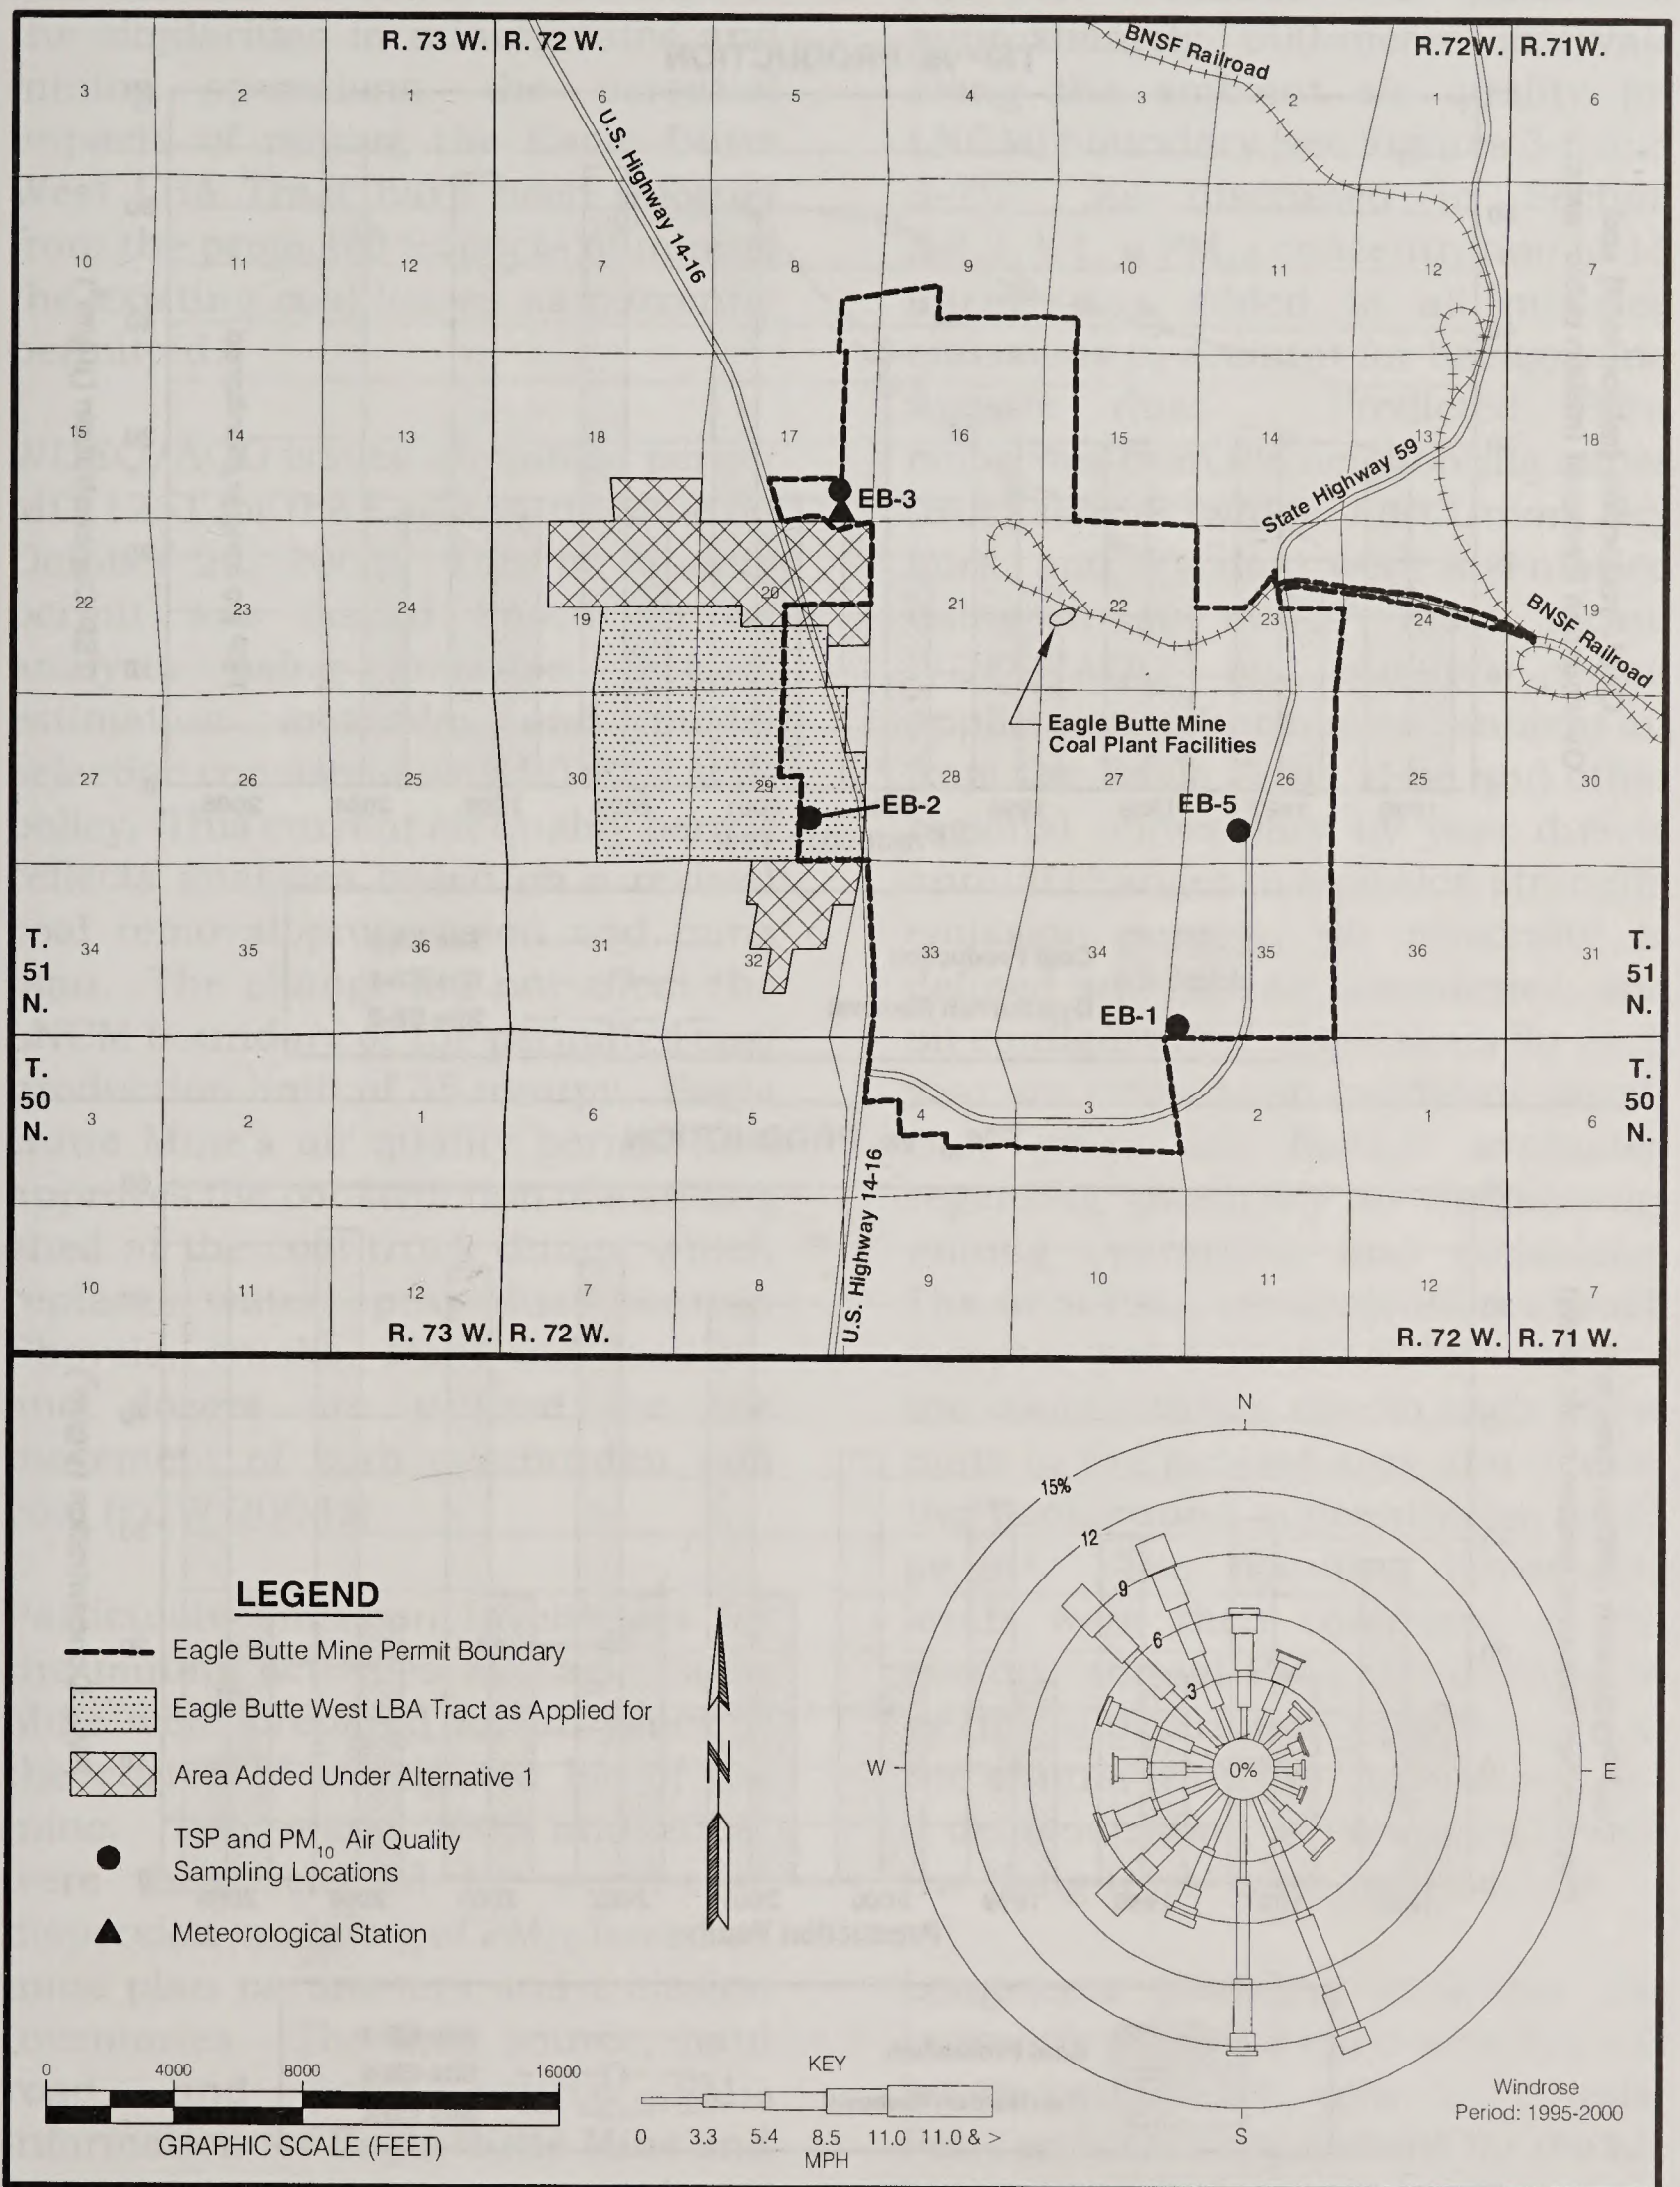 R. 73 W. R. 72 W.
BNSF Railroad
R.72W. R.71W.
3 2 1 6 5 4 3 2 1 6
U.S. Highway 14-16
10 11 12 7 8 9 10 11 12 7
15 14 13 18 17 16 15 14 13 18
State Highway 59
EB-3
22 23 24 19 20 21 22 23 24 19
BNSF Railroad
Eagle Butte Mine
Coal Plant Facilities
27 26 25 30 29 28 27 26 25 30
EB-2
EB-5
T.
51
N.
34 35 36 31 32 33 34 35 36 31
T.
51
N.
EB-1
T.
50
N.
3 2 1 6 5 4 3 2 1 6
T.
50
N.
U.S. Highway 14-16
10 11 12 7 8 9 10 11 12 7
R. 73 W. R. 72 W.
R. 72 W. R. 71 W.
LEGEND
Eagle Butte Mine Permit Boundary
Eagle Butte West LBA Tract as Applied for
Area Added Under Alternative 1
TSP and PM10 Air Quality
Sampling Locations
Meteorological Station
N
0 4000 8000 16000
GRAPHIC SCALE (FEET)
N
15%
12
9
6
3
W
0%
E
S
KEY
0 3.3 5.4 8.5 11.0 11.0 & >
MPH
Windrose
Period: 1995-2000